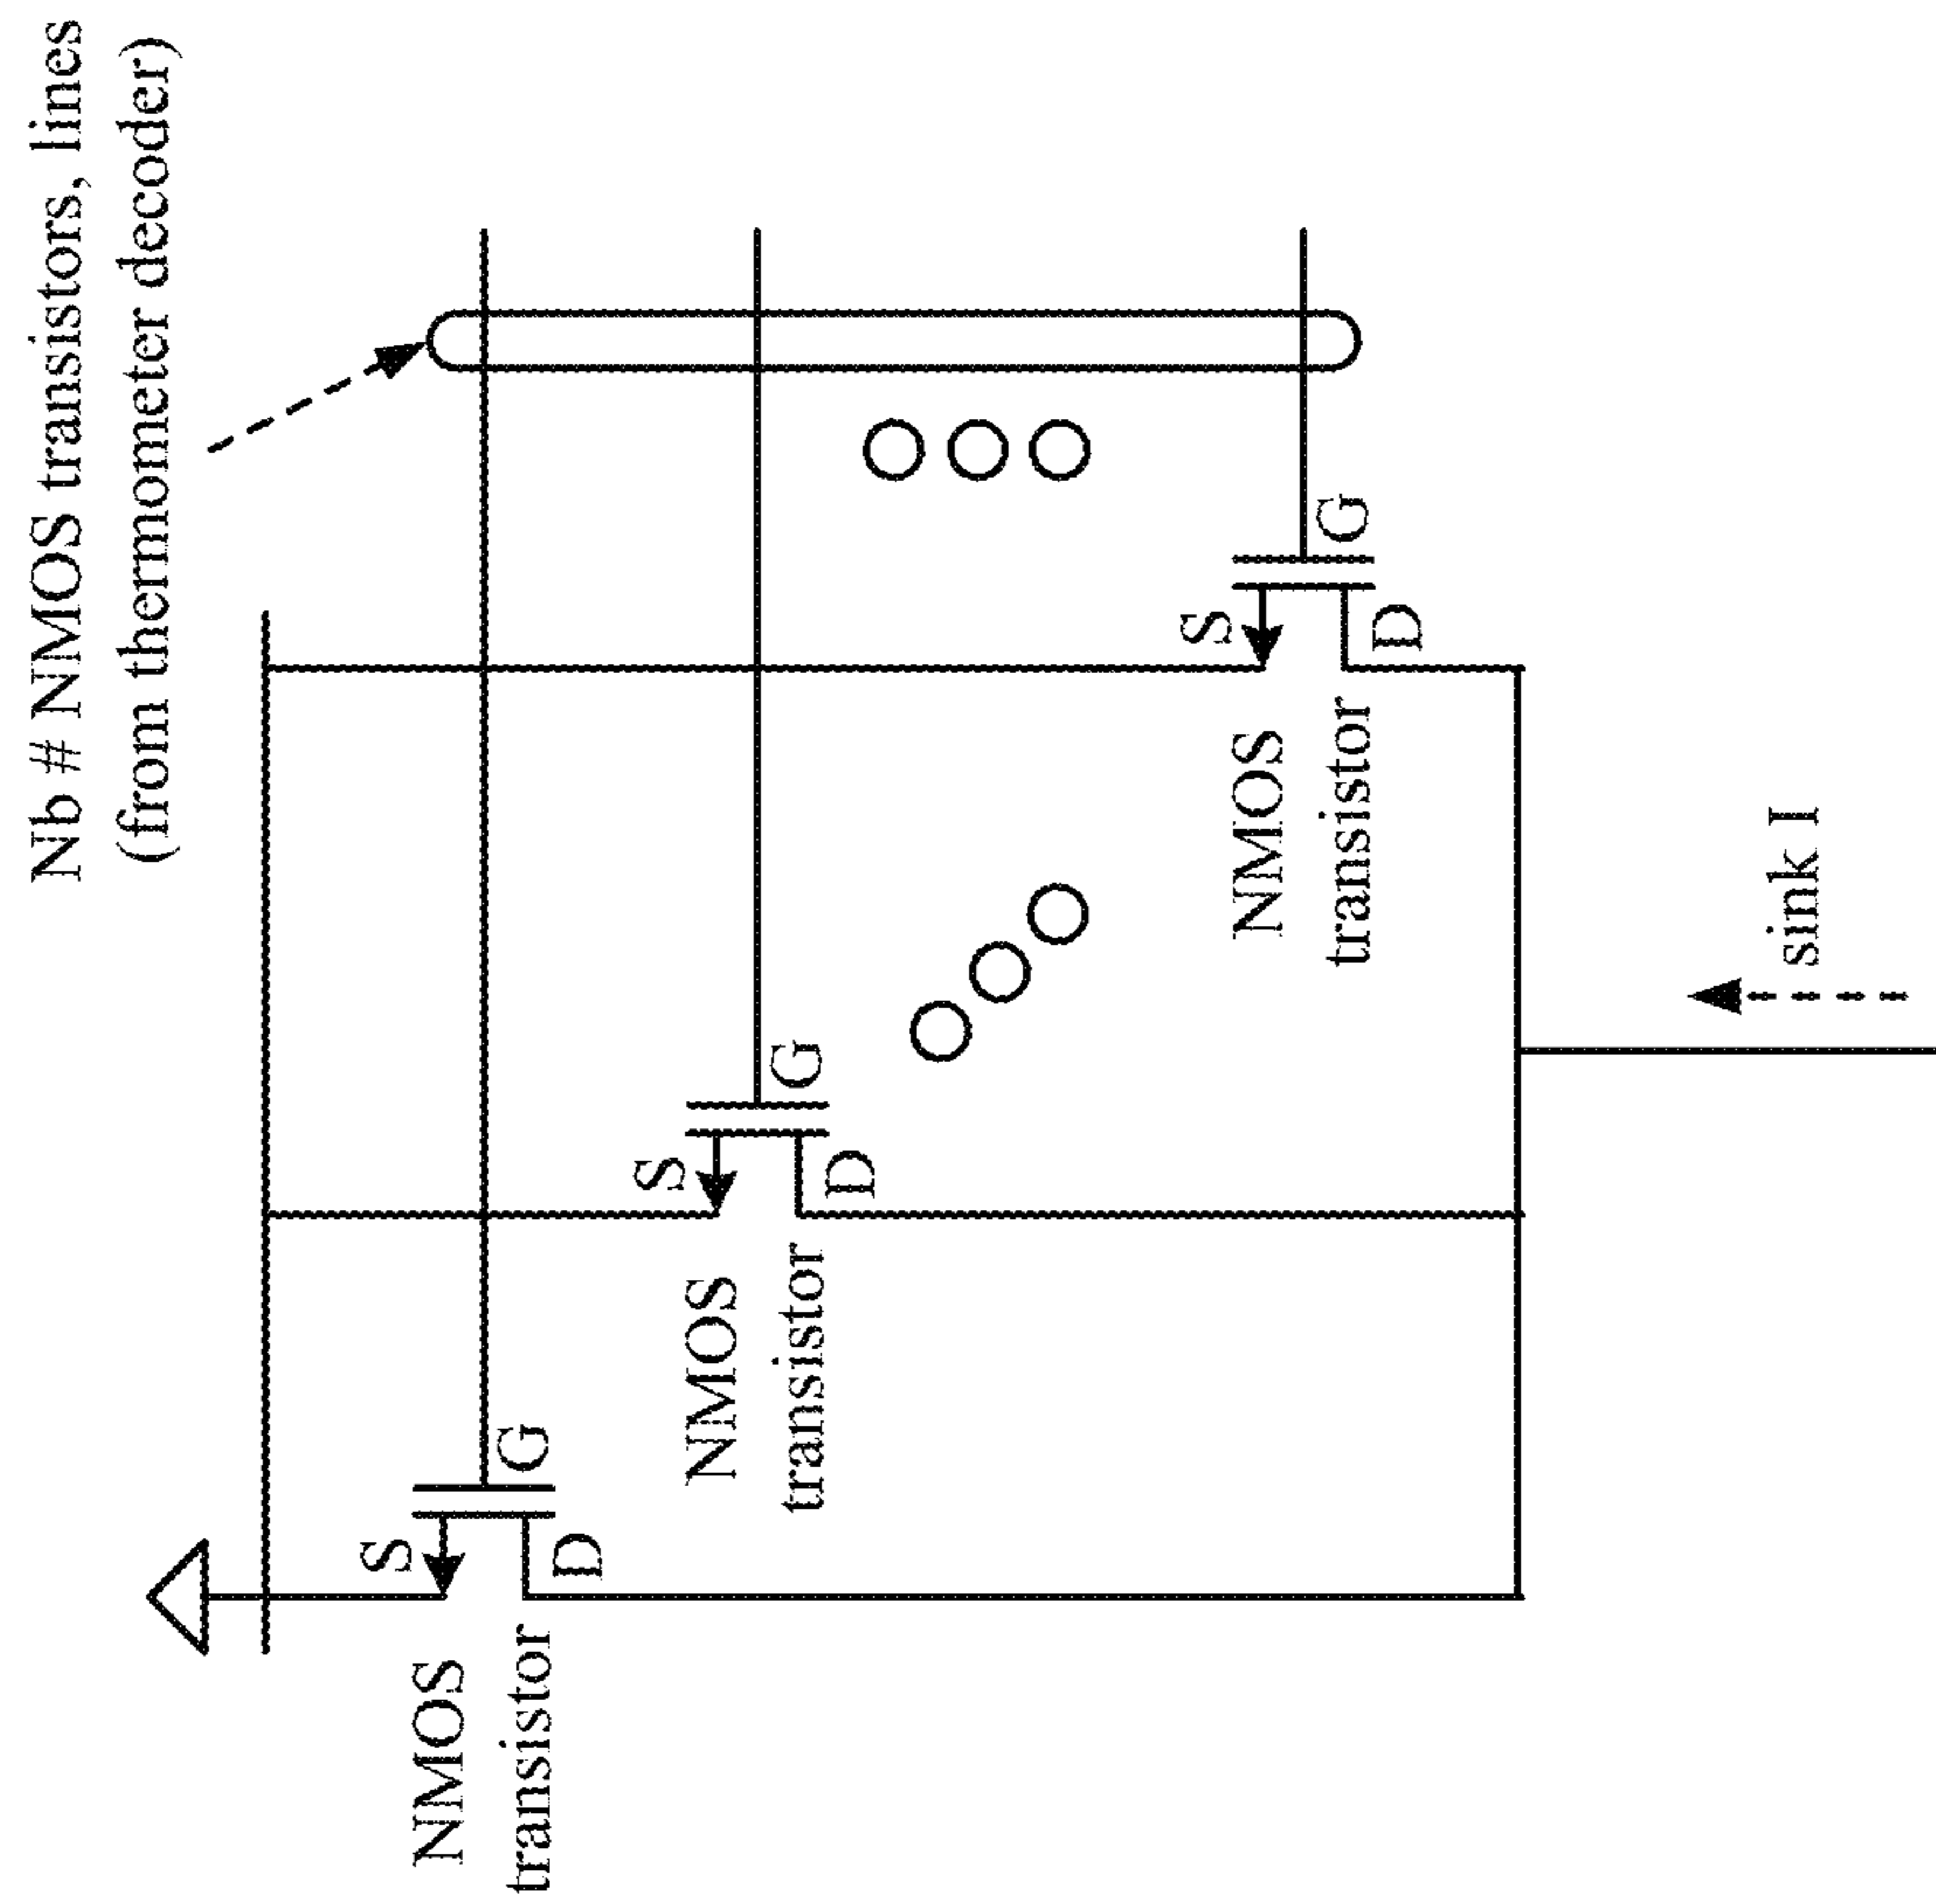 Nb # NMOS transistors, lines
(from thermometer decoder)
NMOS
transistor
S
G
D
NMOS
transistor
S
G
D
NMOS
transistor
S
G
D
sink I